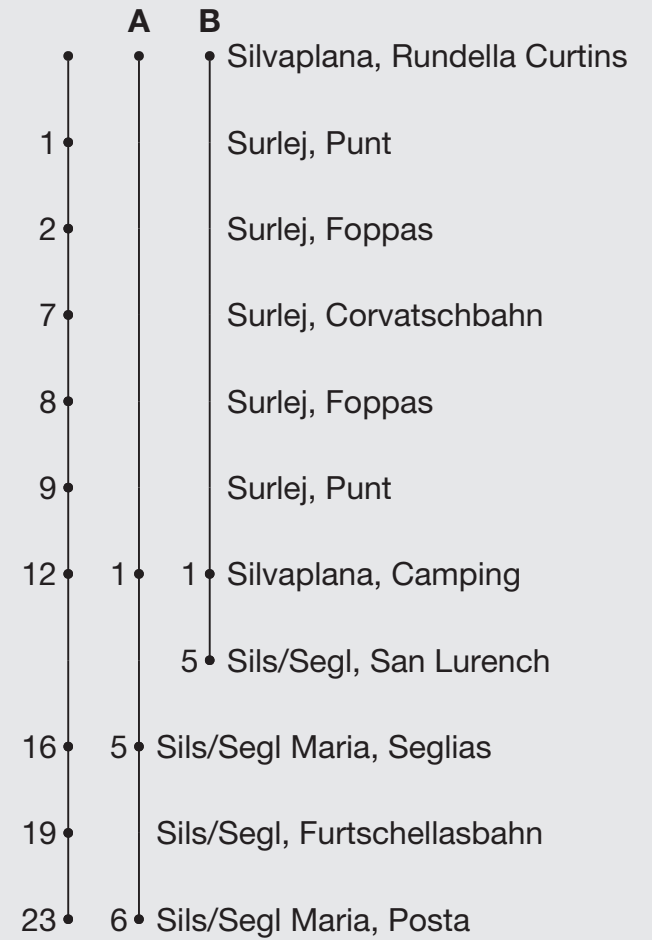 A B
Silvaplana, Rundella Curtins
1 Surlej, Punt
2 Surlej, Foppas
7 Surlej, Corvatschbahn
8 Surlej, Foppas
9 Surlej, Punt
12 1 1 Silvaplana, Camping
5 Sils/Segl, San Lurench
16 5 Sils/Segl Maria, Seglias
19 Sils/Segl, Furtschellasbahn
23 6 Sils/Segl Maria, Posta